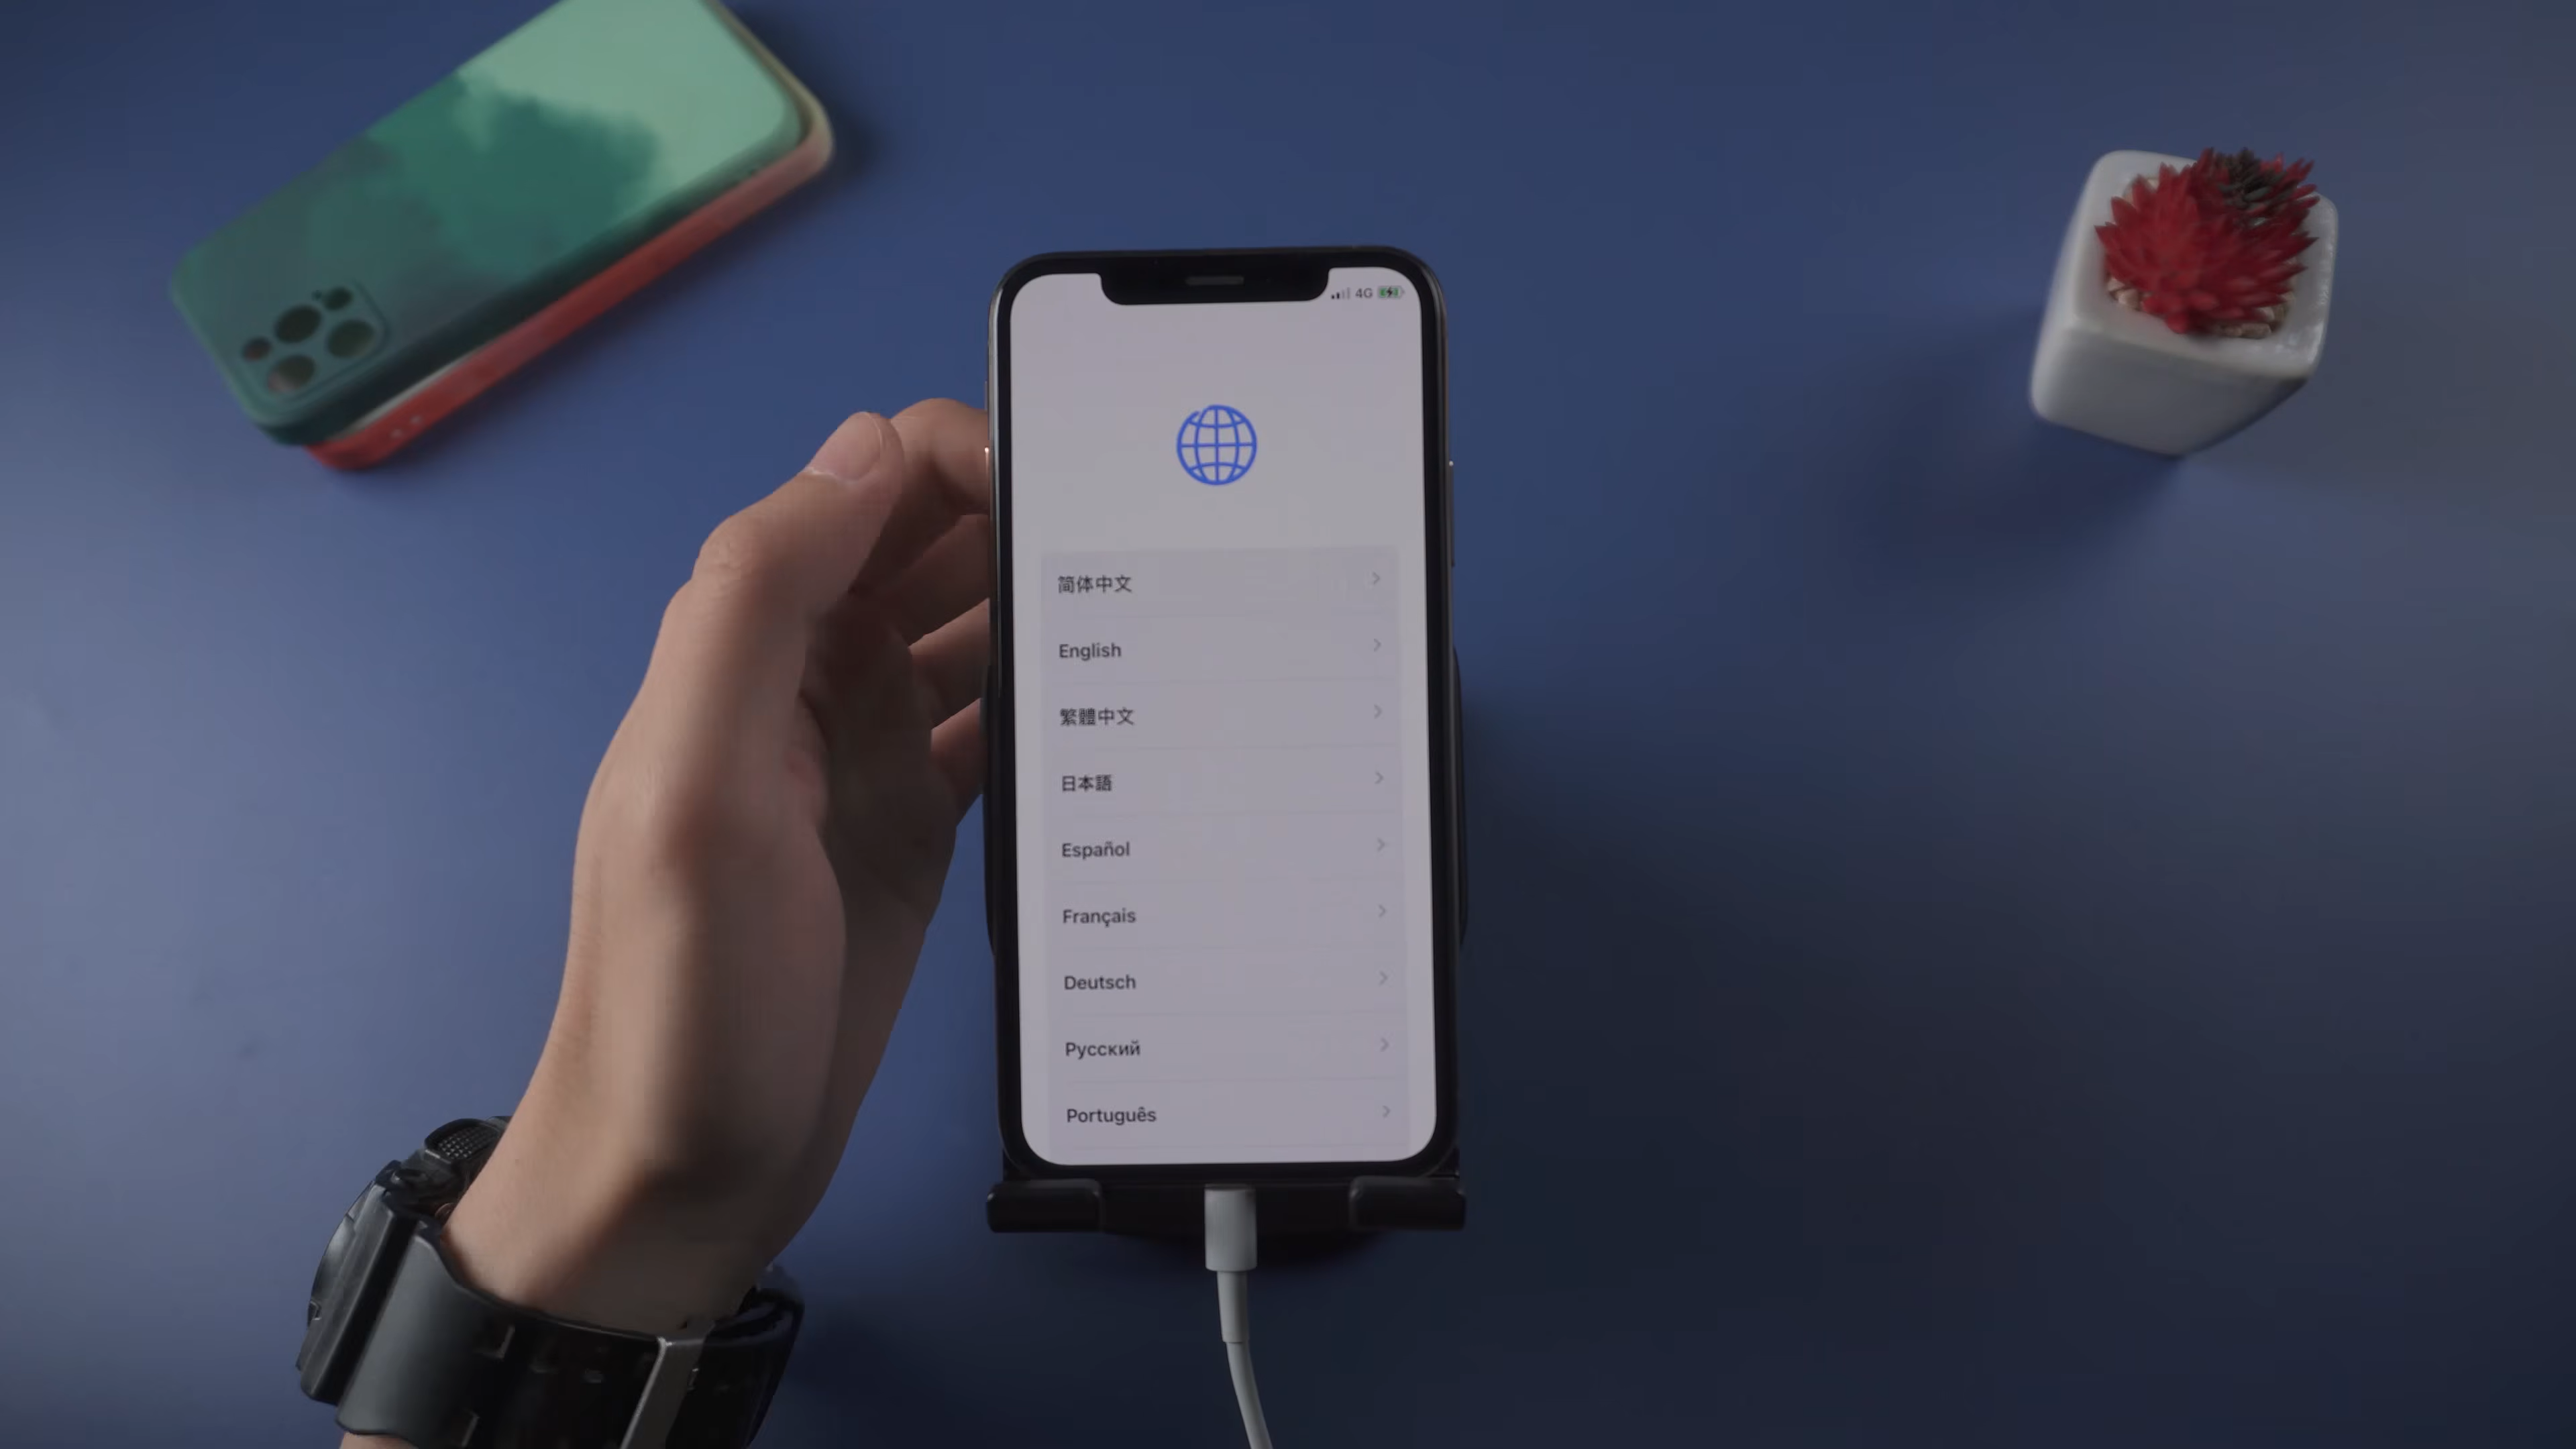 4G
简体中文
English
繁體中文
日本語
Español
Français
Deutsch
Русский
Português